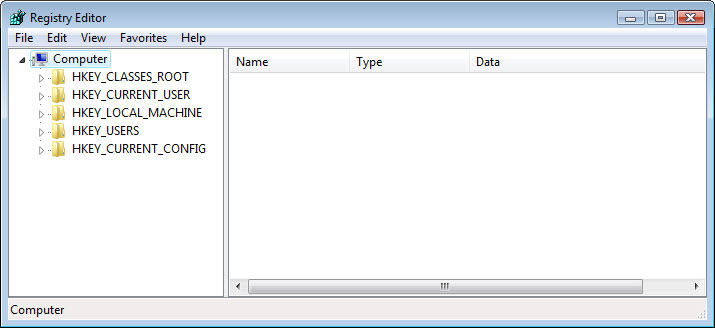 Registry Editor
File Edit View Favorites Help
Computer
HKEY_CLASSES_ROOT
HKEY_CURRENT_USER
HKEY_LOCAL_MACHINE
HKEY_USERS
HKEY_CURRENT_CONFIG
Name Type Data
Computer